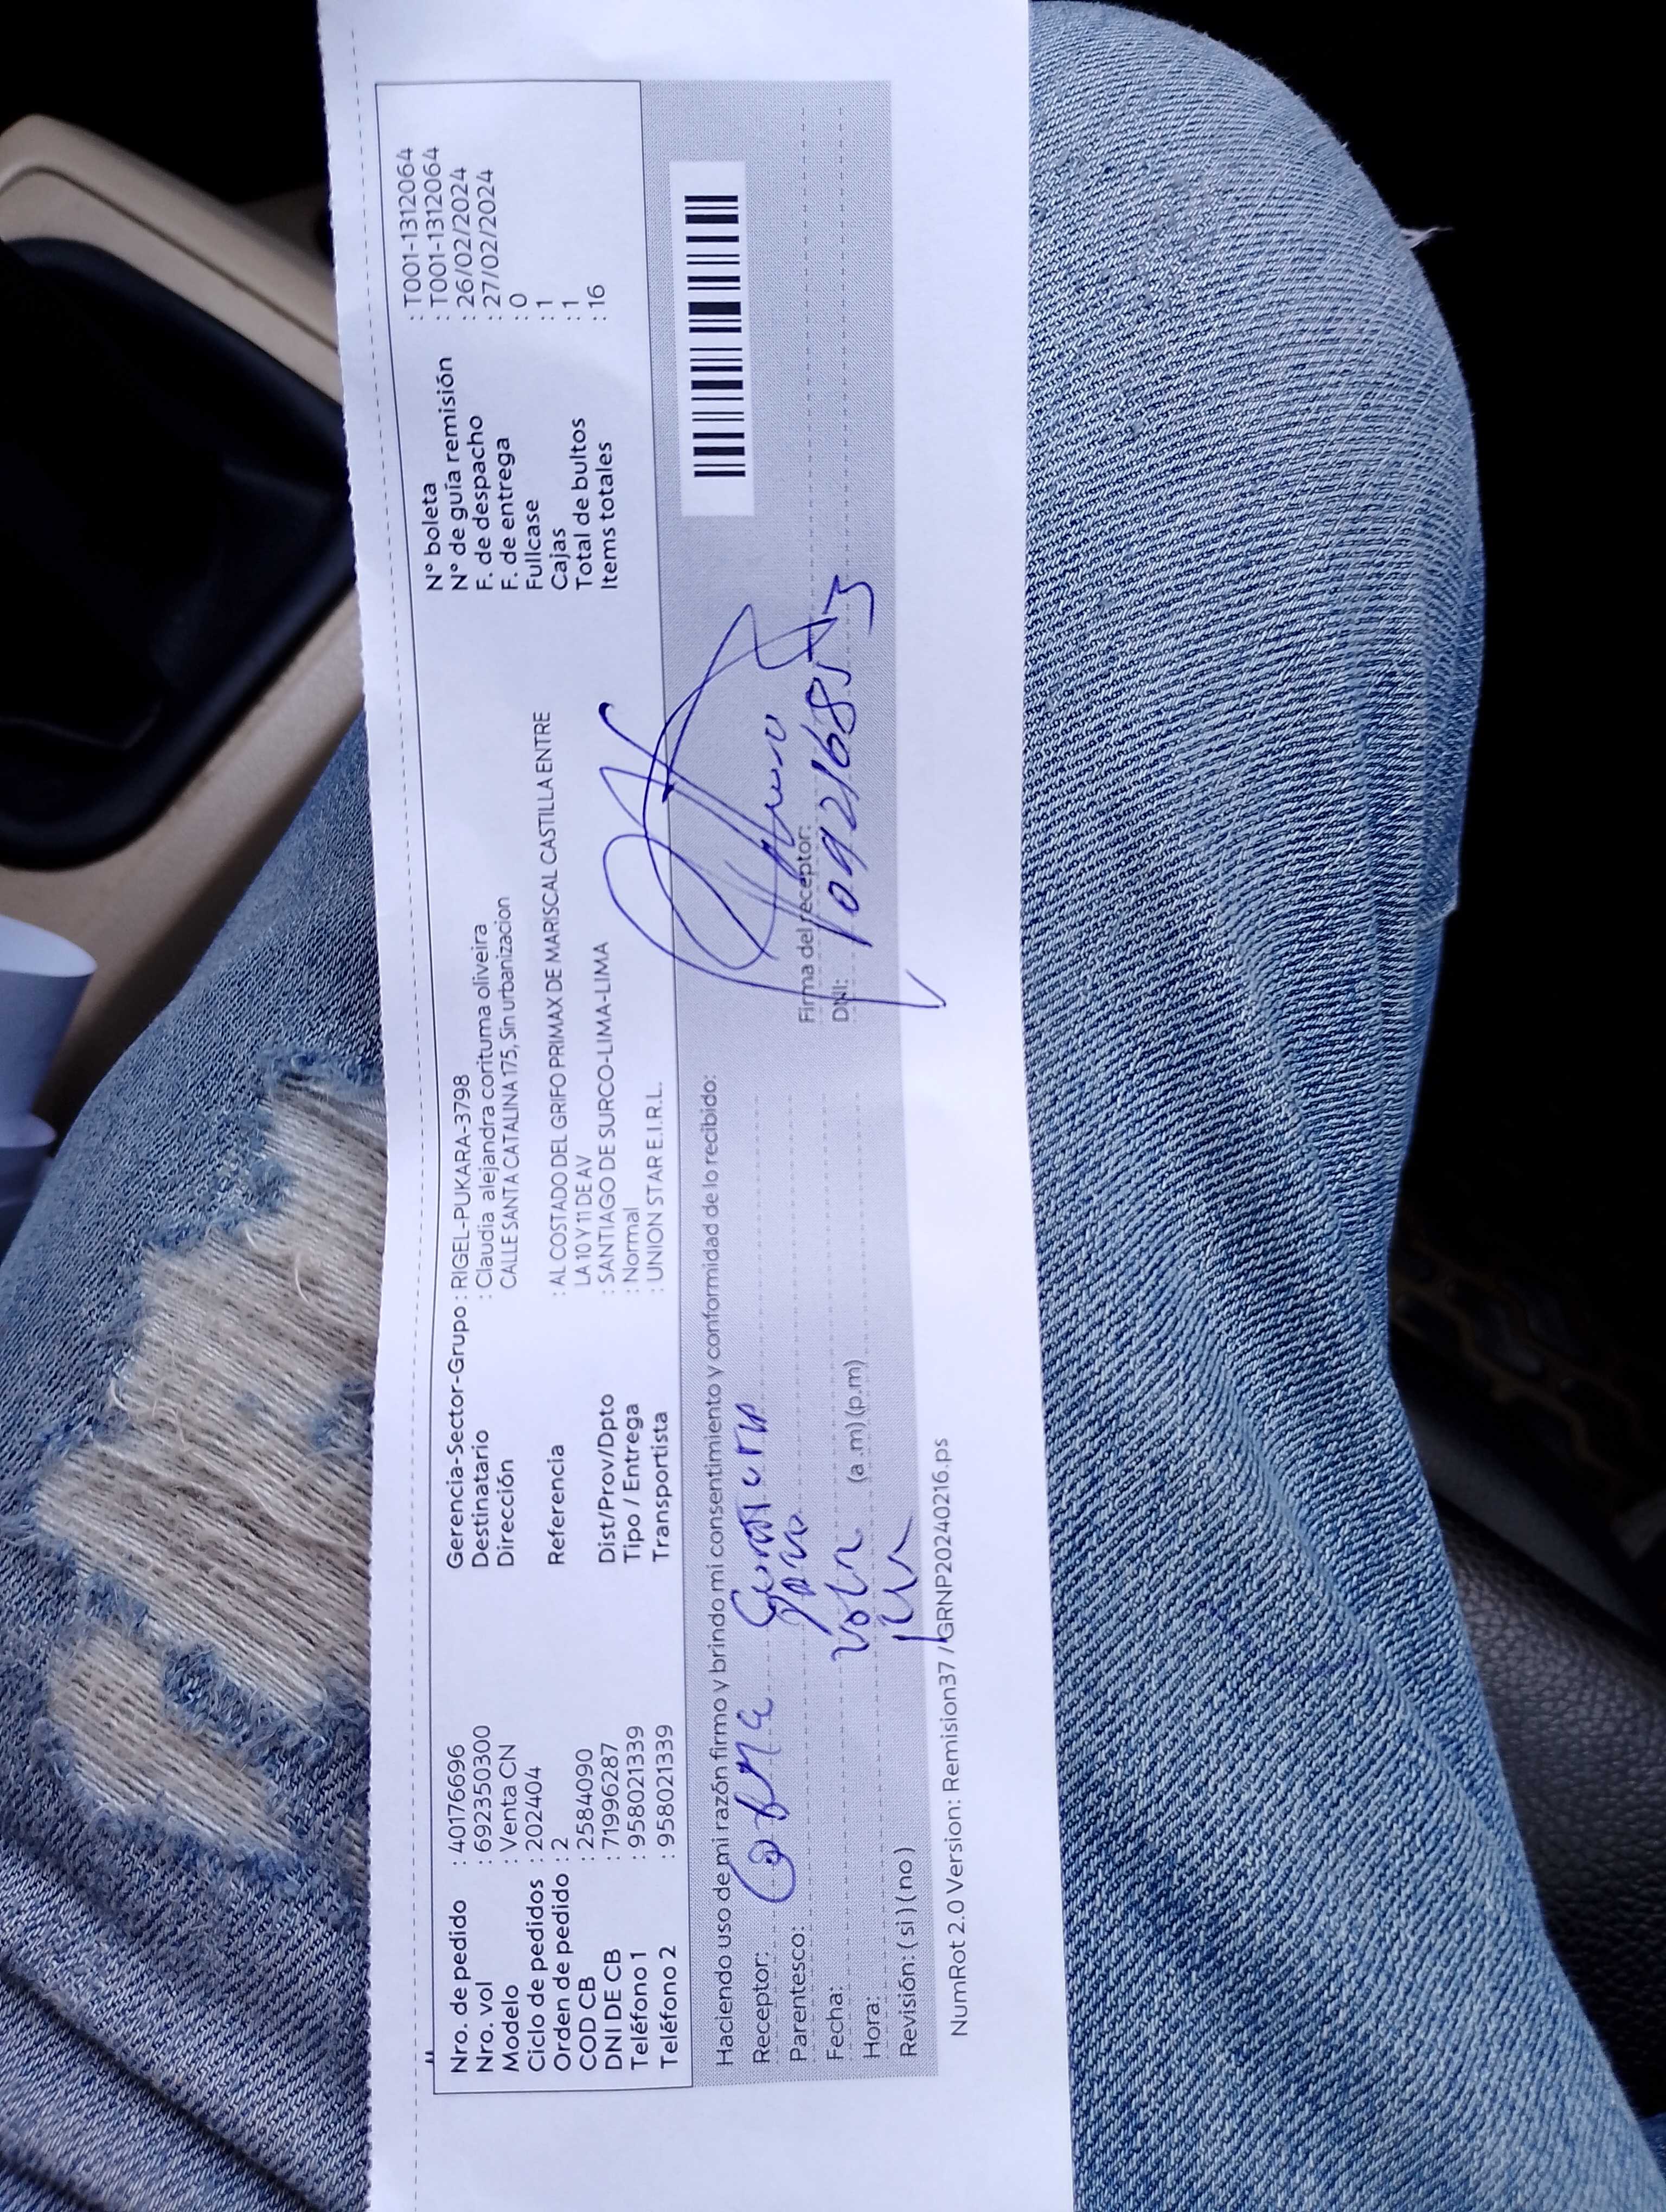 Nro. de pedido : 40176696
Nro. vol : 6923503​00
Modelo : Venta CN
Ciclo de pedidos : 202404
Orden de pedido : 2
COD CB : 2584090
DNI DE CB : 71996287
Teléfono 1 : 958021339
Teléfono 2 : 958021339
Gerencia-Sector-Grupo : RIGEL-PUKARA-3798
Destinatario : Claudia alejandra corituma oliveira
Dirección CALLE SANTA CATALINA 175, Sin urbanizacion
Referencia : AL COSTADO DEL GRIFO PRIMAX DE MARISCAL CASTILLA ENTRE
LA 10 Y 11 DE AV
Dist/Prov/Dpto : SANTIAGO DE SURCO-LIMA-LIMA
Tipo / Entrega : Normal
Transportista : UNION STAR E.I.R.L.
N° boleta : T001-1312064
N° de guía remisión : T001-1312064
F. de despacho : 26/02/2024
F. de entrega : 27/02/2024
Fullcase : 0
Cajas : 1
Total de bultos : 1
Items totales : 16
Haciendo uso de mi razón firmo y brindo mi consentimiento y conformidad de lo recibido:
Receptor:
Parentesco:
Fecha:
Hora: (a.m) (p.m)
Revisión: ( si ) ( no )
Firma del receptor:
DNI:
NumRot 2.0 Version: Remision37 / GRNP20240216.ps